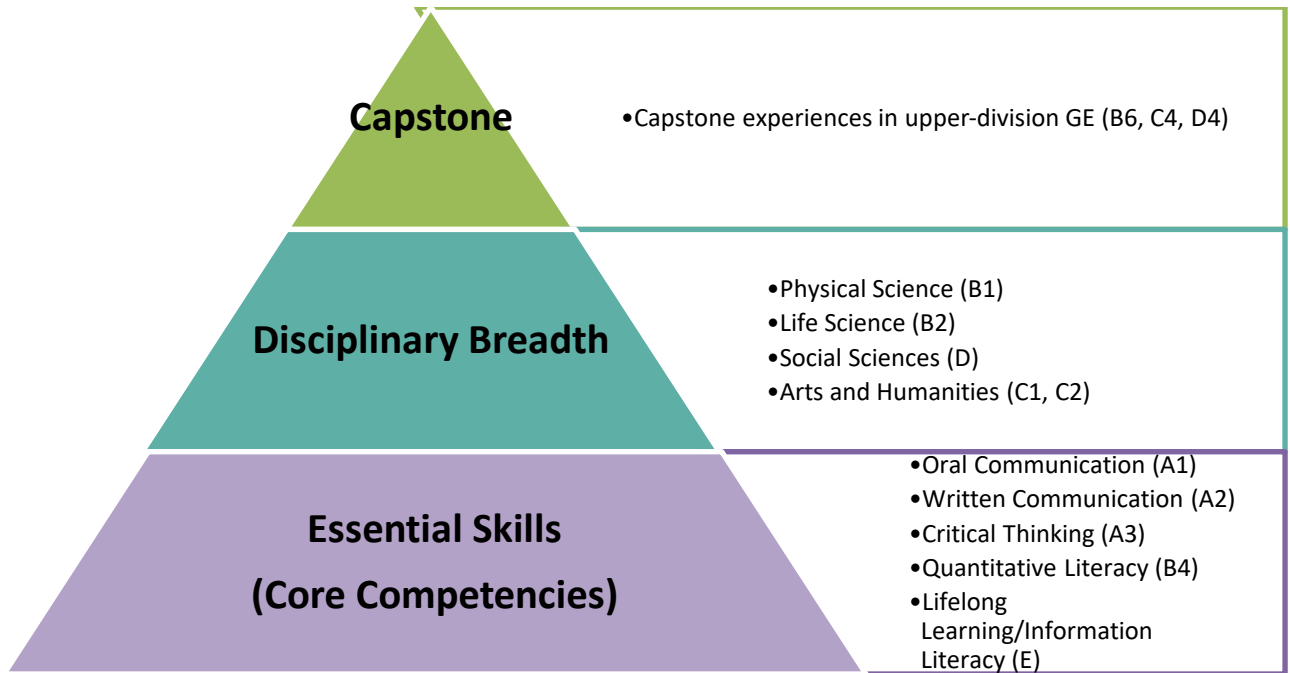 Capstone
•Capstone experiences in upper-division GE (B6, C4, D4)
Disciplinary Breadth
•Physical Science (B1)
•Life Science (B2)
•Social Sciences (D)
•Arts and Humanities (C1, C2)
Essential Skills
(Core Competencies)
•Oral Communication (A1)
•Written Communication (A2)
•Critical Thinking (A3)
•Quantitative Literacy (B4)
•Lifelong
Learning/Information
Literacy (E)